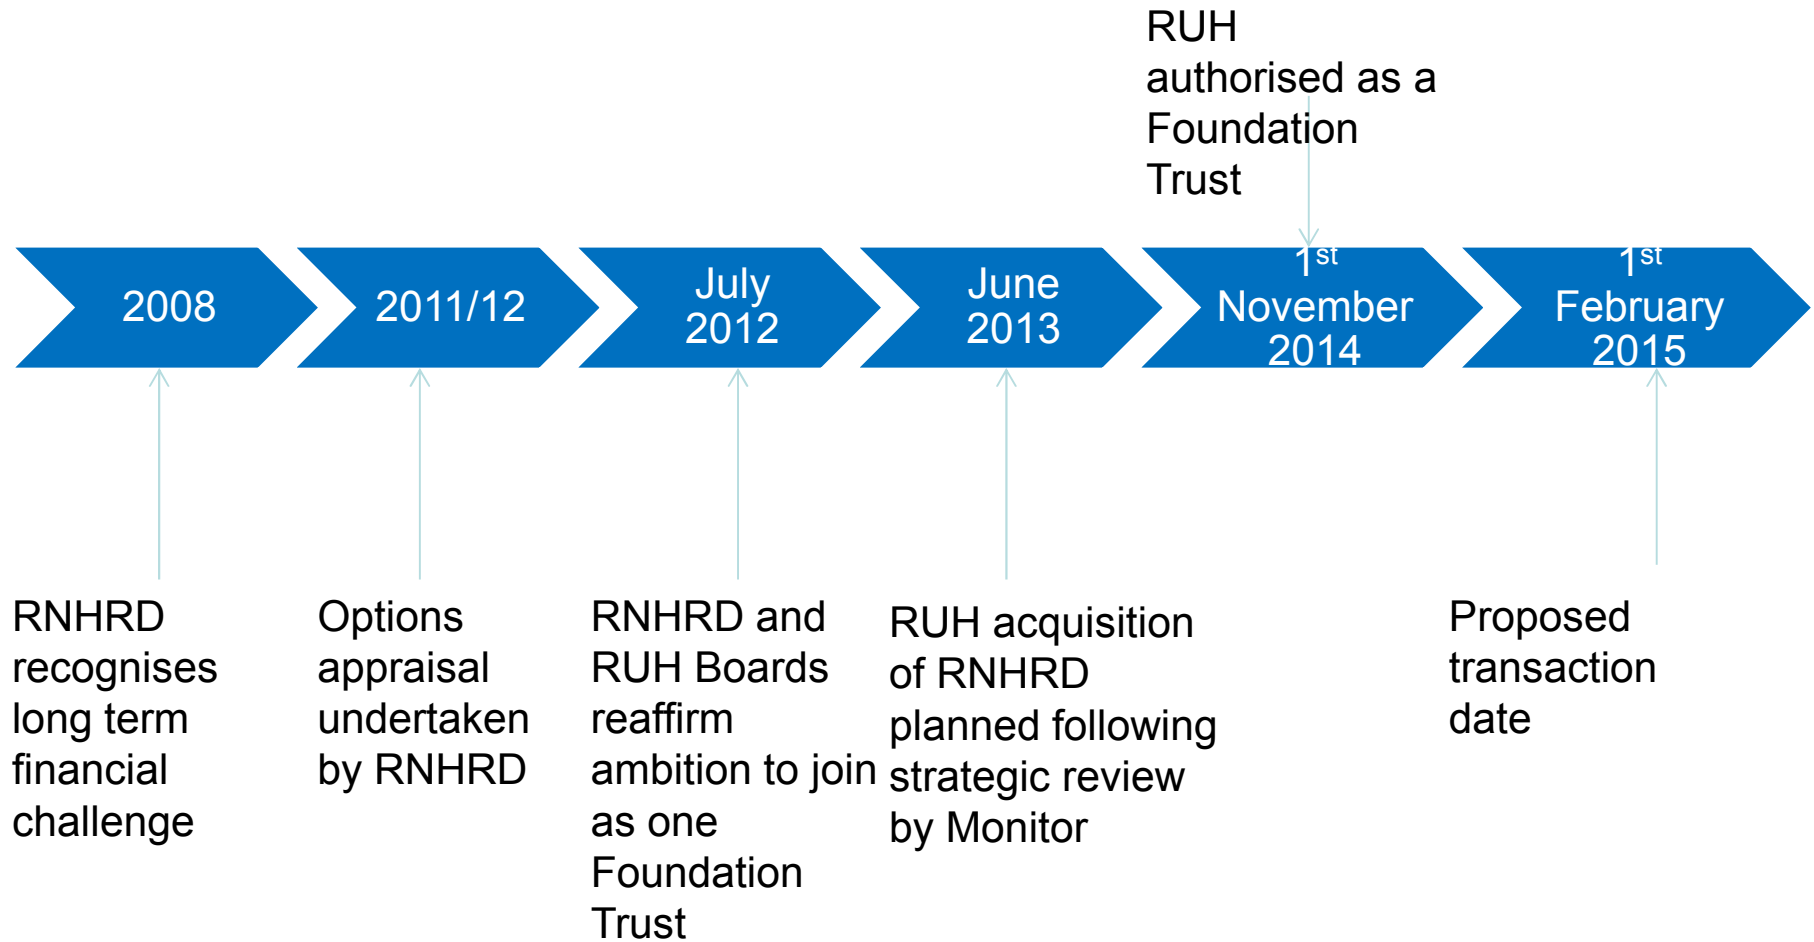 RUH
authorised as a
Foundation
Trust
2008
2011/12
July
2012
June
2013
1st
November
2014
1st
February
2015
RNHRD
recognises
long term
financial
challenge
Options
appraisal
undertaken
by RNHRD
RNHRD and
RUH Boards
reaffirm
ambition to join
as one
Foundation
Trust
RUH acquisition
of RNHRD
planned following
strategic review
by Monitor
Proposed
transaction
date